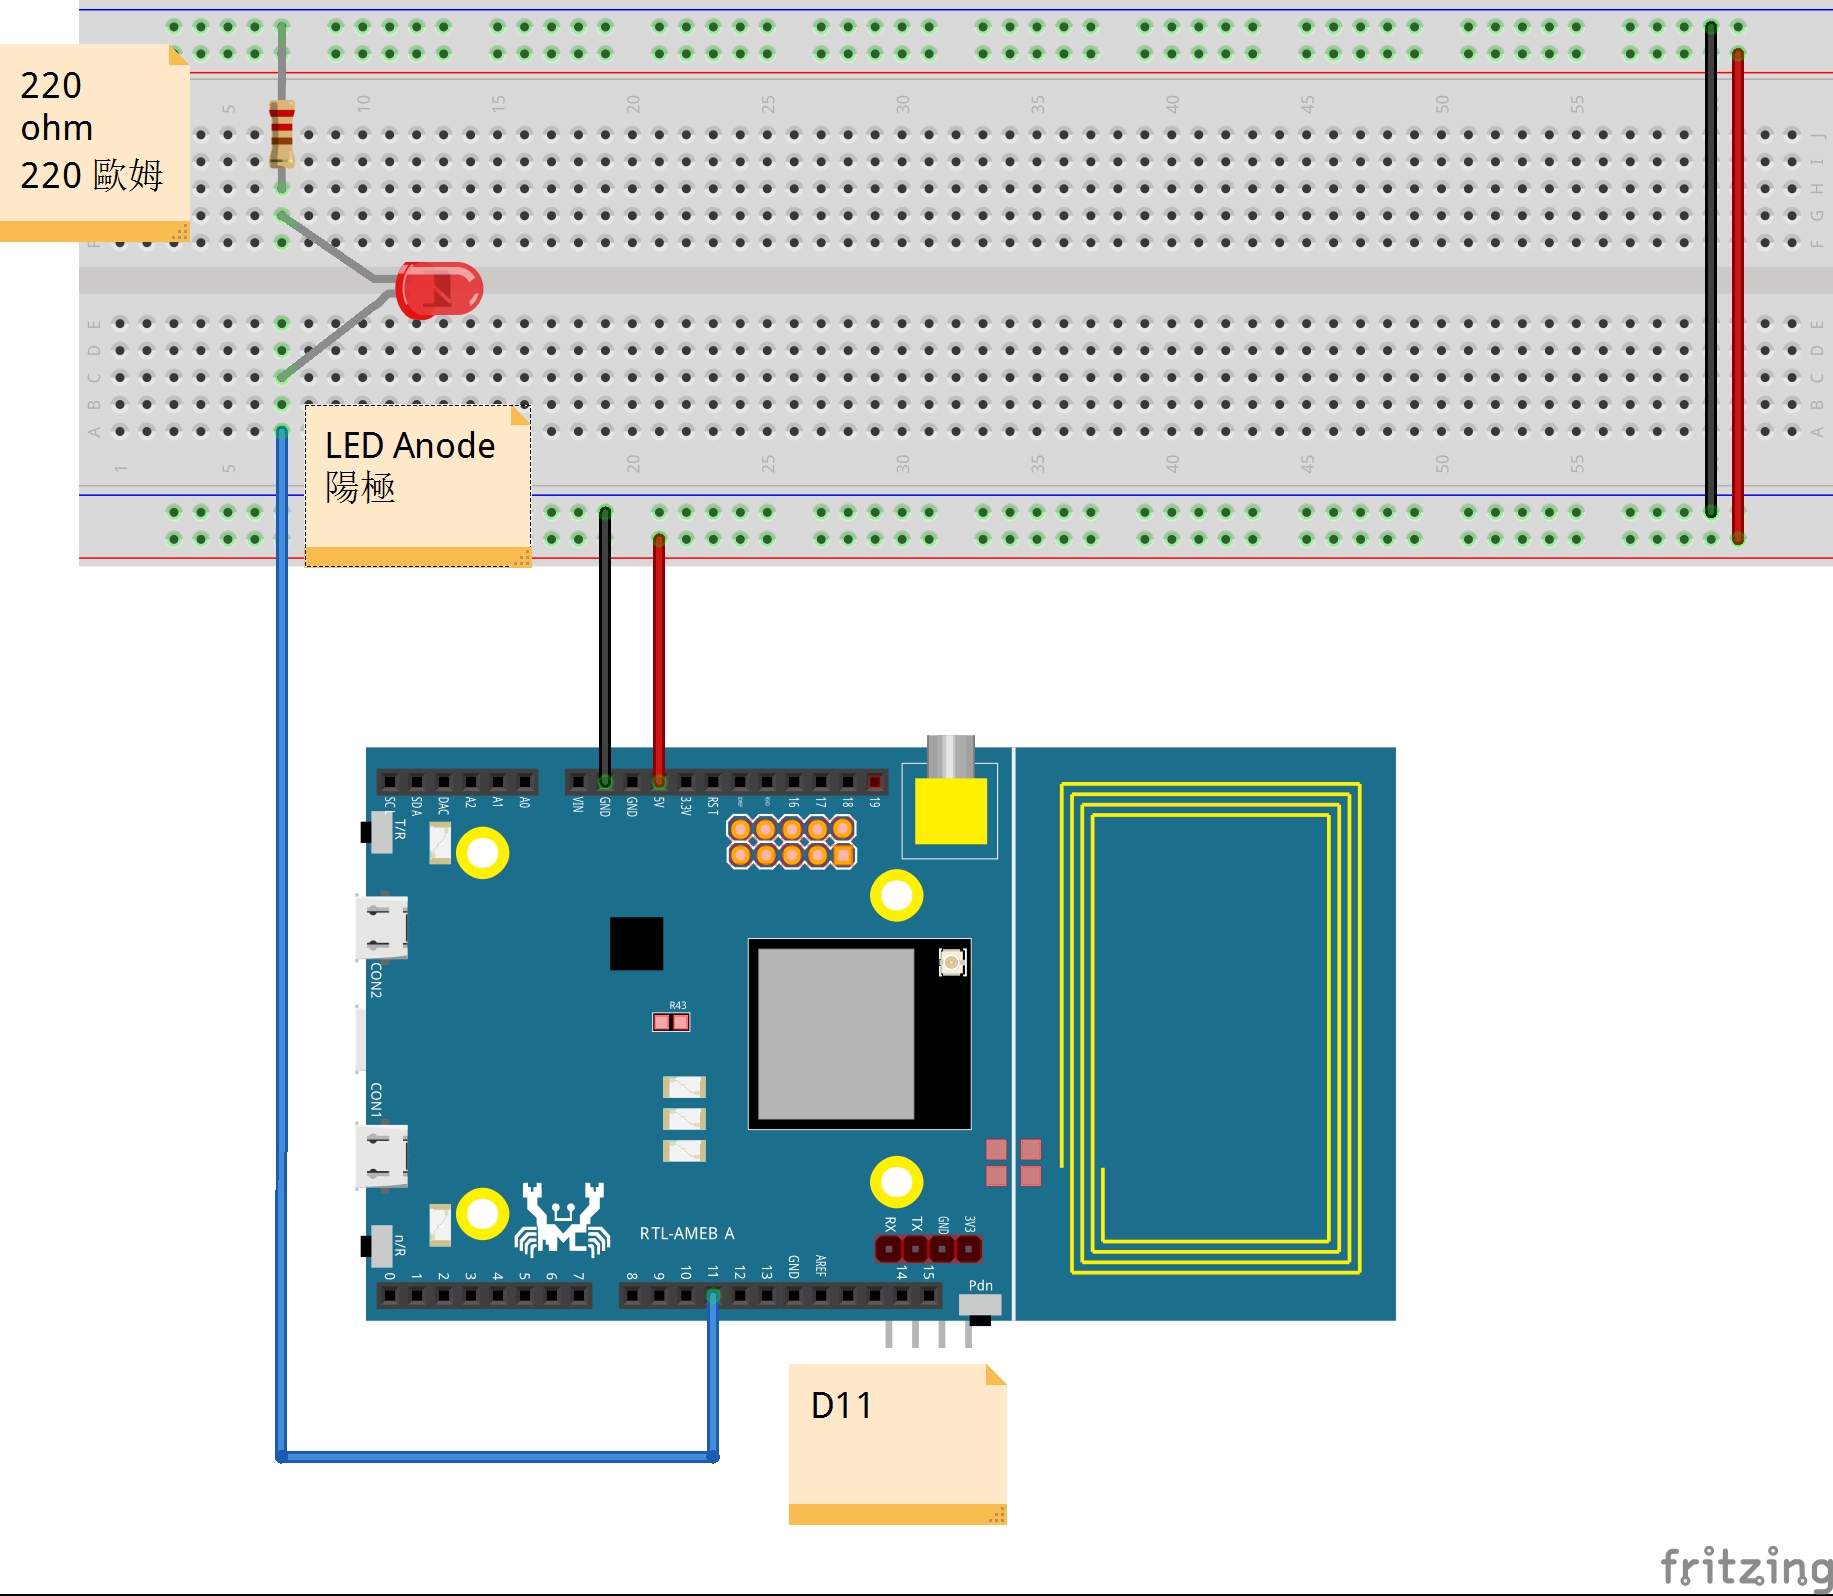 220
ohm
220 歐姆
5 10 15 20 25 30 35 40 45 50 55
J
I
H
G
F
F
E
D
C
B
A
E
D
C
B
A
LED Anode
陽極
1 5 20 25 30 35 40 45 50 55
SCL SDA DAC A2 A1 A0 VIN GND GND 5V 3.3V RST 16 17 18 19
T/R
CON2
R43
CON1
n/R
RTL-AMEB A
RX TX GND 3V3
0 1 2 3 4 5 6 7 8 9 10 11 12 13 GND AREF 14 15
Pdn
D11
fritzing